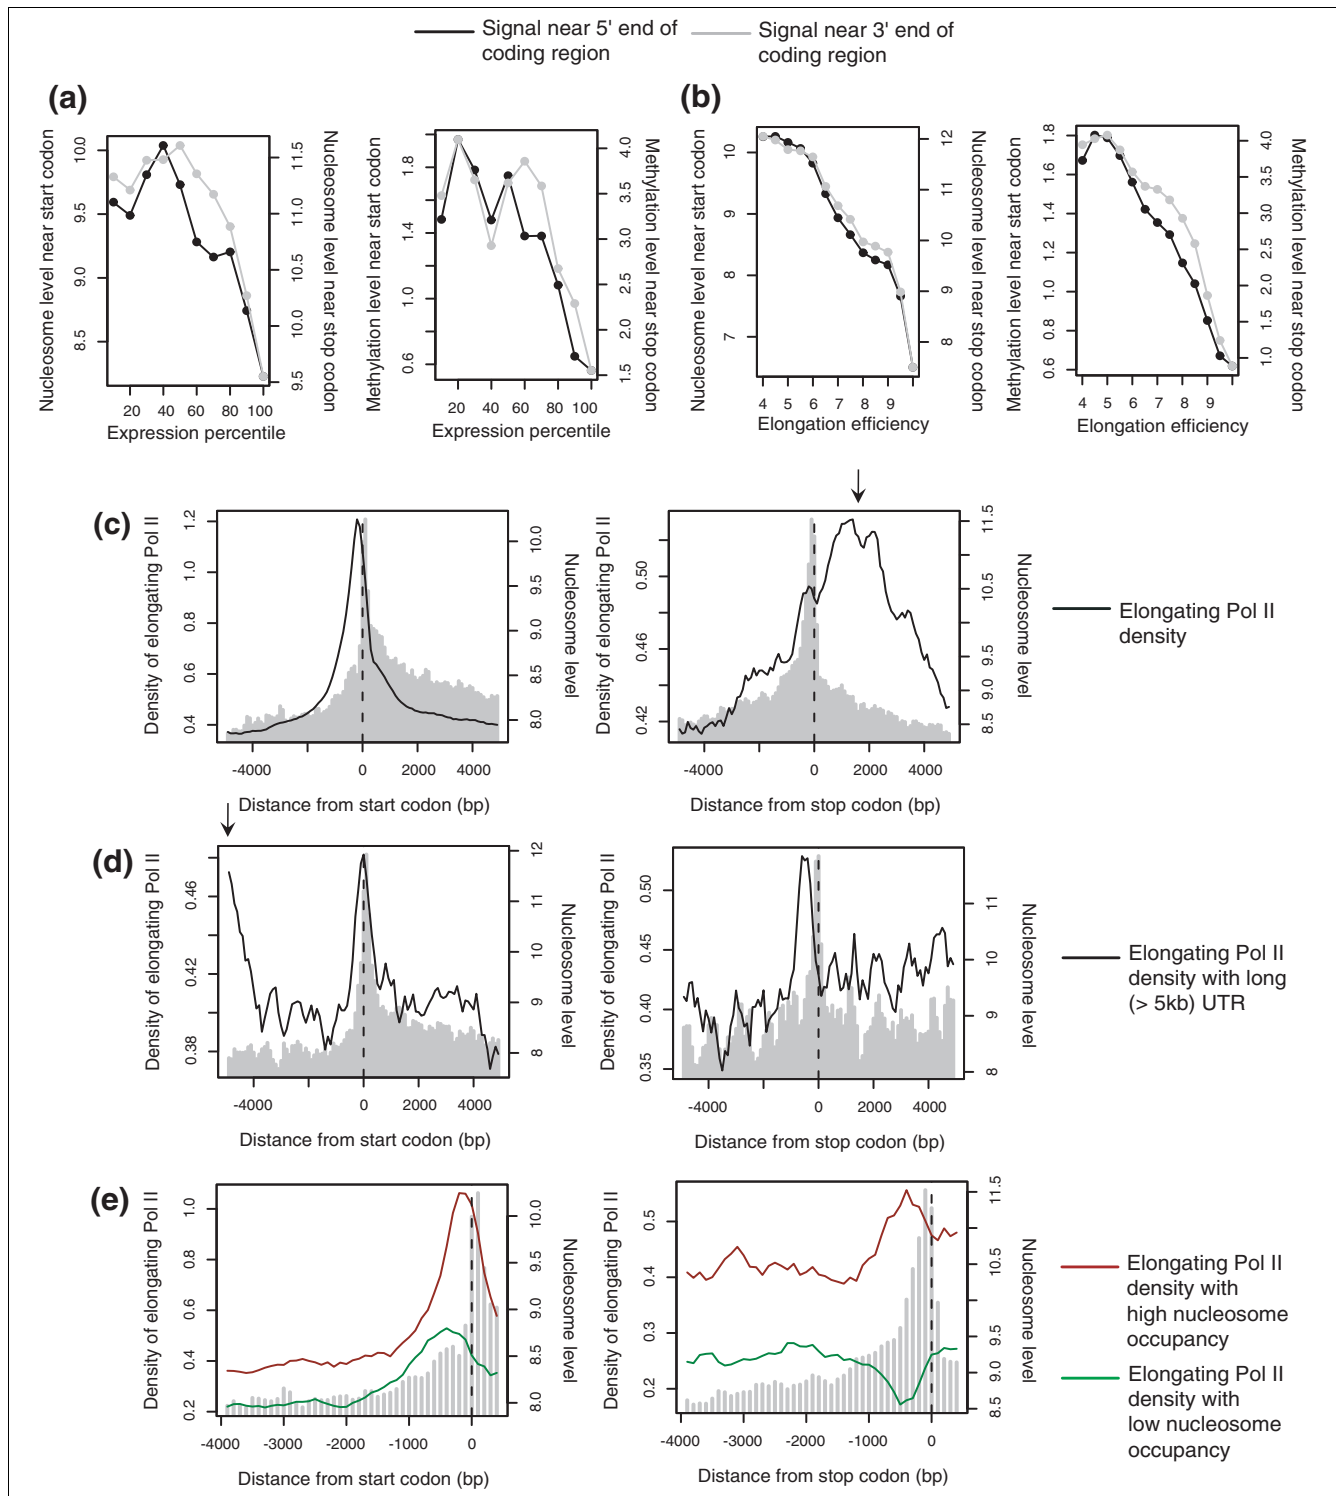 Signal near 5' end of coding region
Signal near 3' end of coding region
(a)
Nucleosome level near start codon
10.0
9.5
9.0
8.5
20 40 60 80 100
Expression percentile
11.5
11.0
10.5
10.0
9.5
Nucleosome level near stop codon
Methylation level near start codon
1.8
1.4
1.0
0.6
20 40 60 80 100
Expression percentile
4.0
3.5
3.0
2.5
2.0
1.5
Methylation level near stop codon
(b)
Nucleosome level near start codon
10
9
8
7
4 5 6 7 8 9
Elongation efficiency
12
11
10
9
8
Nucleosome level near stop codon
Methylation level near start codon
1.8
1.6
1.4
1.2
1.0
0.8
0.6
4 5 6 7 8 9
Elongation efficiency
4.0
3.5
3.0
2.5
2.0
1.5
1.0
Methylation level near stop codon
(c)
Density of elongating Pol II
1.2
1.0
0.8
0.6
0.4
-4000 0 2000 4000
Distance from start codon (bp)
10.0
9.5
9.0
8.5
8.0
Nucleosome level
Density of elongating Pol II
0.50
0.46
0.42
-4000 0 2000 4000
Distance from stop codon (bp)
11.5
10.5
9.5
9.0
8.5
Nucleosome level
Elongating Pol II
density
(d)
Density of elongating Pol II
0.46
0.42
0.38
-4000 0 2000 4000
Distance from start codon (bp)
12
11
10
9
8
Nucleosome level
Density of elongating Pol II
0.50
0.45
0.40
0.35
-4000 0 2000 4000
Distance from stop codon (bp)
11
10
9
8
Nucleosome level
Elongating Pol II
density with long
(> 5kb) UTR
(e)
Density of elongating Pol II
1.0
0.8
0.6
0.4
0.2
-4000 -3000 -2000 -1000 0
Distance from start codon (bp)
10.0
9.5
9.0
8.5
8.0
Nucleosome level
Density of elongating Pol II
0.5
0.4
0.3
0.2
-4000 -3000 -2000 -1000 0
Distance from stop codon (bp)
11.5
10.5
9.5
9.0
8.5
Nucleosome level
Elongating Pol II
density with
high nucleosome
occupancy
Elongating Pol II
density with
low nucleosome
occupancy